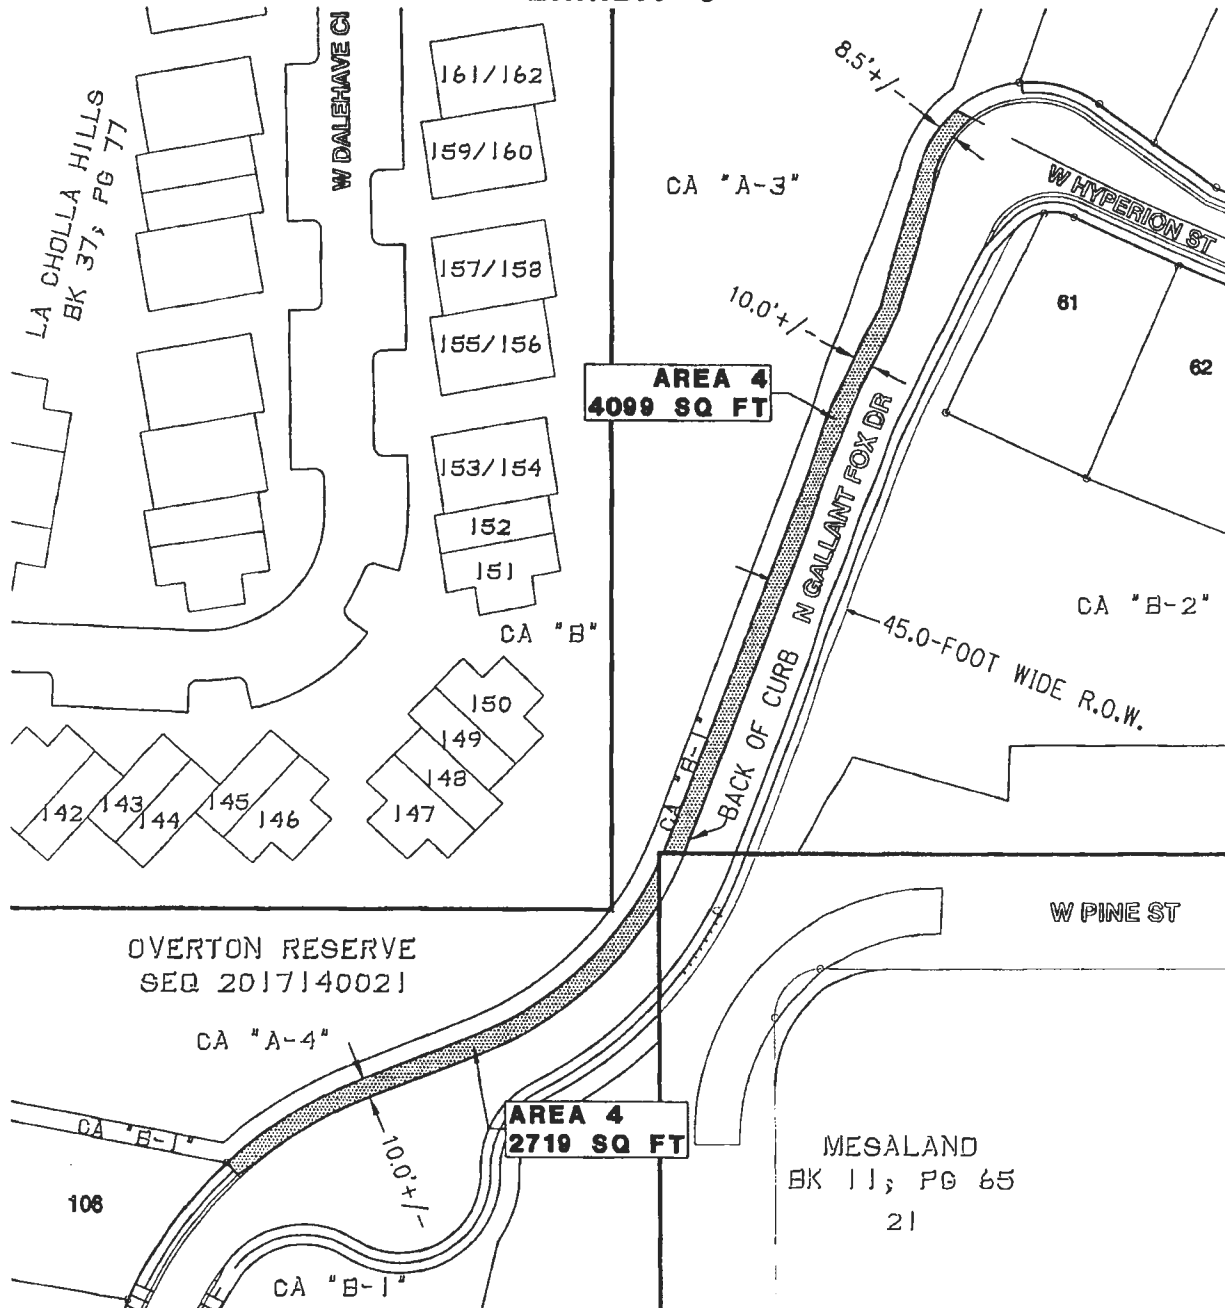 8.5'+/-
W DALEHAVE CI
161/162
159/160
LA CHOLLA HILLS
BK 37; PG 77
CA "A-3"
W HYPERION ST
157/158
155/156
10.0'+/-
61
62
AREA 4
4099 SQ FT
153/154
152
151
N GALLANT FOX DR
CA "B"
CA "B-2"
45.0-FOOT WIDE R.O.W.
150
149
148
147
CA "B-1"
BACK OF CURB
142
143
144
145
146
W PINE ST
OVERTON RESERVE
SEQ 2017140021
CA "A-4"
CA "B-1"
AREA 4
2719 SQ FT
10.0'+/-
MESALAND
BK 11; PG 65
21
106
CA "B-1"